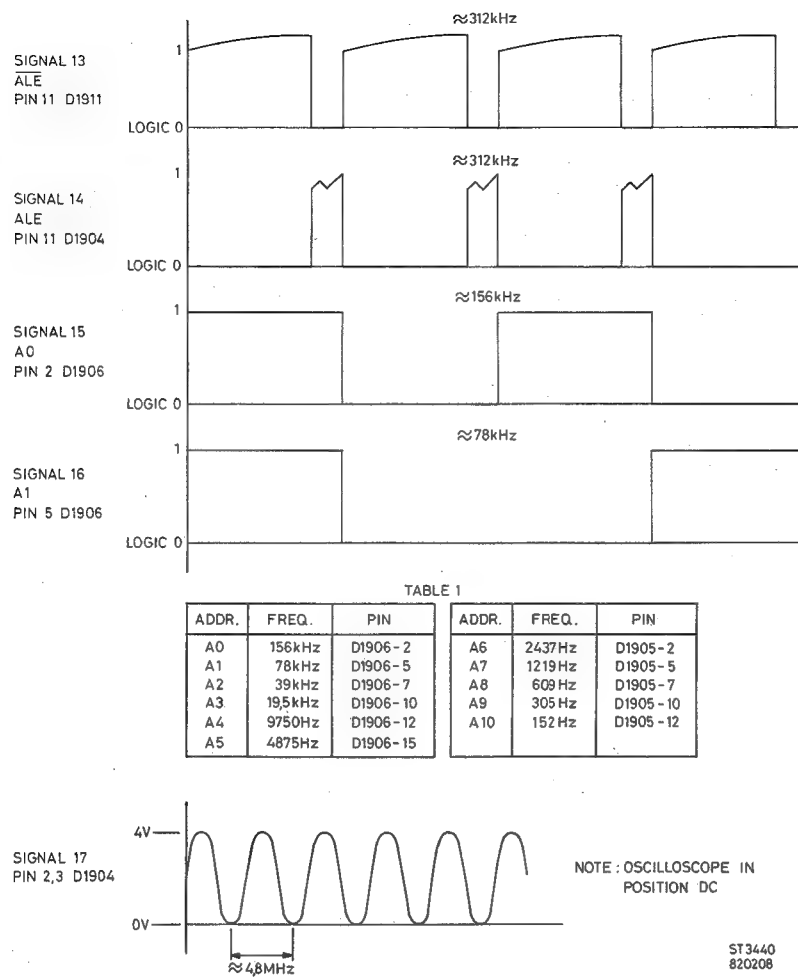 ≈312kHz
SIGNAL 13
ALE
PIN 11 D1911
1
LOGIC 0
≈312kHz
SIGNAL 14
ALE
PIN 11 D1904
1
LOGIC 0
≈156kHz
SIGNAL 15
A0
PIN 2 D1906
1
LOGIC 0
≈78kHz
SIGNAL 16
A1
PIN 5 D1906
1
LOGIC 0
TABLE 1
ADDR. FREQ. PIN ADDR. FREQ. PIN
A0 156kHz D1906-2 A6 2437Hz D1905-2
A1 78kHz D1906-5 A7 1219Hz D1905-5
A2 39kHz D1906-7 A8 609Hz D1905-7
A3 19,5kHz D1906-10 A9 305Hz D1905-10
A4 9750Hz D1906-12 A10 152Hz D1905-12
A5 4875Hz D1906-15
SIGNAL 17
PIN 2,3 D1904
4V
0V
≈4,8MHz
NOTE : OSCILLOSCOPE IN
POSITION DC
ST3440
820208